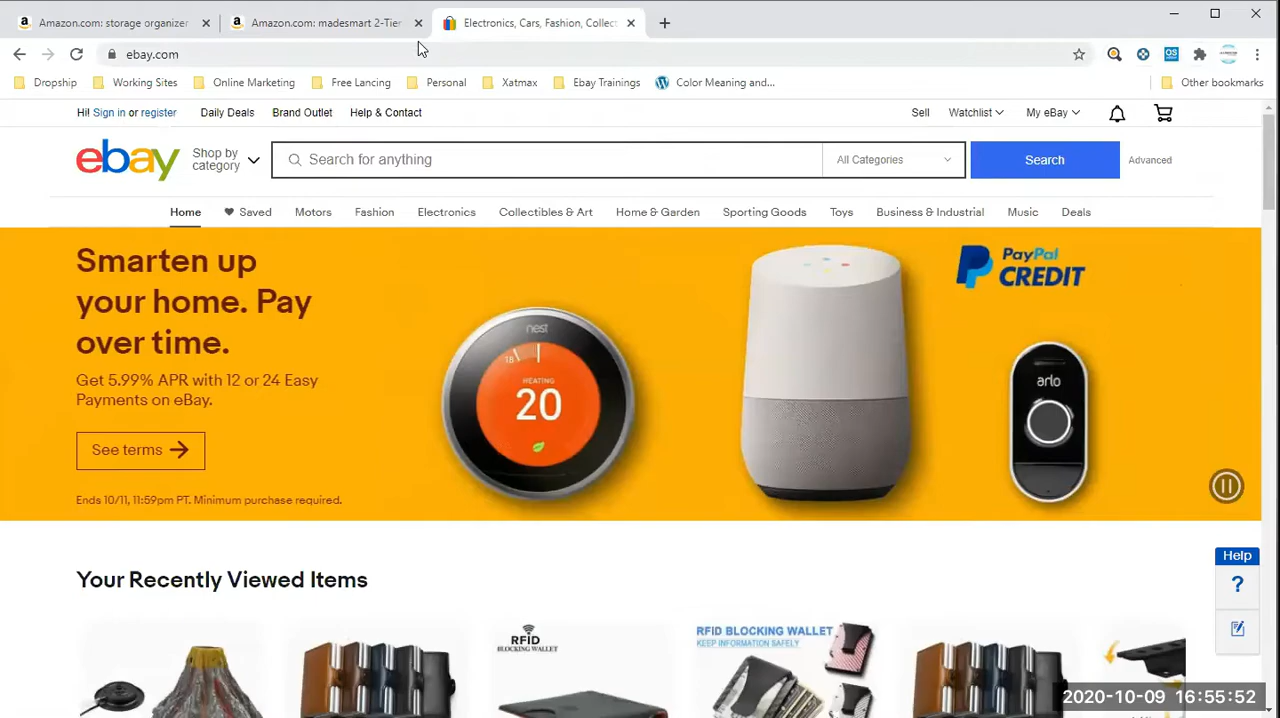 Amazon.com: storage organizer
Amazon.com: madesmart 2-Tier
Electronics, Cars, Fashion, Collect
ebay.com
Dropship
Working Sites
Online Marketing
Free Lancing
Personal
Xatmax
Ebay Trainings
Color Meaning and...
Other bookmarks
Hi! Sign in or register
Daily Deals
Brand Outlet
Help & Contact
Sell
Watchlist
My eBay
ebay
Shop by
category
Search for anything
All Categories
Search
Advanced
Home
Saved
Motors
Fashion
Electronics
Collectibles & Art
Home & Garden
Sporting Goods
Toys
Business & Industrial
Music
Deals
Smarten up
your home. Pay
over time.
Get 5.99% APR with 12 or 24 Easy
Payments on eBay.
See terms
Ends 10/11, 11:59pm PT. Minimum purchase required.
nest
18
HEATING
20
PayPal
CREDIT
arlo
Help
?
Your Recently Viewed Items
RFID
BLOCKING WALLET
RFID BLOCKING WALLET
KEEP INFORMATION SAFELY
2020-10-09 16:55:52